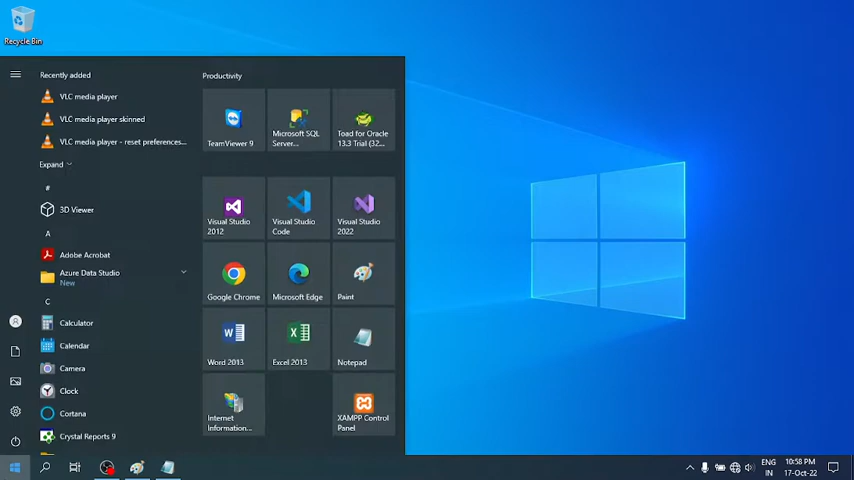 Recycle Bin
Recently added
VLC media player
VLC media player skinned
VLC media player - reset preferences...
Expand
#
3D Viewer
A
Adobe Acrobat
Azure Data Studio
New
C
Calculator
Calendar
Camera
Clock
Cortana
Crystal Reports 9
Productivity
TeamViewer 9
Microsoft SQL
Server...
Toad for Oracle
13.3 Trial (32...
Visual Studio
2012
Visual Studio
Code
Visual Studio
2022
Google Chrome
Microsoft Edge
Paint
Word 2013
Excel 2013
Notepad
Internet
Information...
XAMPP Control
Panel
ENG
IN
10:58 PM
17-Oct-22